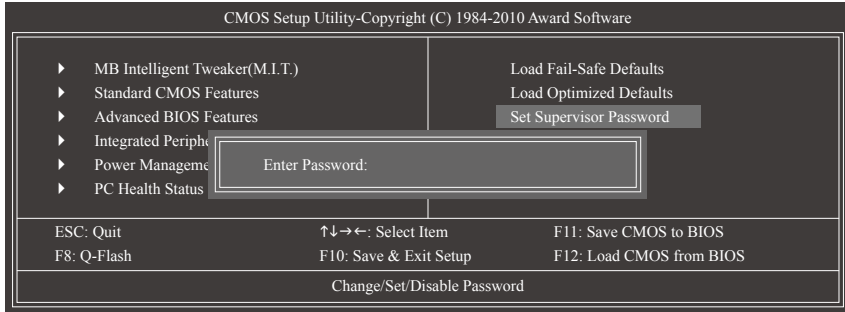 CMOS Setup Utility-Copyright (C) 1984-2010 Award Software
MB Intelligent Tweaker(M.I.T.)
Standard CMOS Features
Advanced BIOS Features
Integrated Periphe
Power Manageme
PC Health Status
Load Fail-Safe Defaults
Load Optimized Defaults
Set Supervisor Password
Enter Password:
ESC: Quit
↑↓→←: Select Item
F11: Save CMOS to BIOS
F8: Q-Flash
F10: Save & Exit Setup
F12: Load CMOS from BIOS
Change/Set/Disable Password